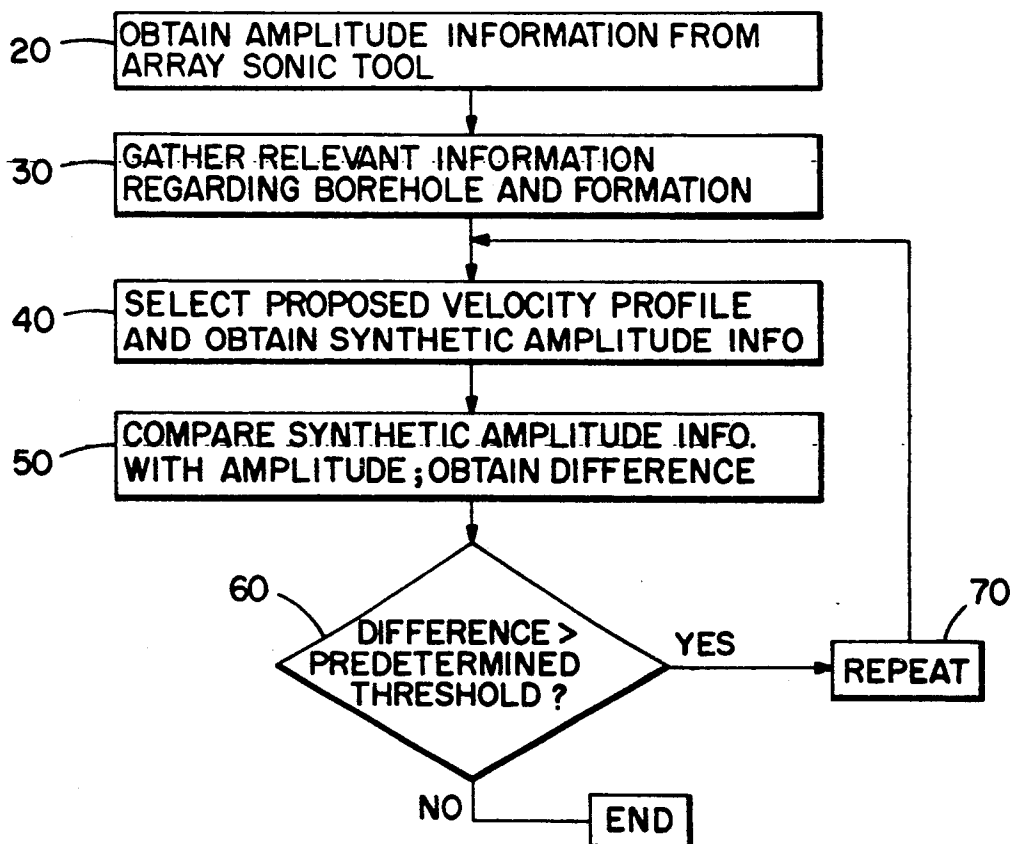 20
OBTAIN AMPLITUDE INFORMATION FROM
ARRAY SONIC TOOL
30
GATHER RELEVANT INFORMATION
REGARDING BOREHOLE AND FORMATION
40
SELECT PROPOSED VELOCITY PROFILE
AND OBTAIN SYNTHETIC AMPLITUDE INFO
50
COMPARE SYNTHETIC AMPLITUDE INFO.
WITH AMPLITUDE; OBTAIN DIFFERENCE
60
DIFFERENCE >
PREDETERMINED
THRESHOLD ?
YES
70
REPEAT
NO
END